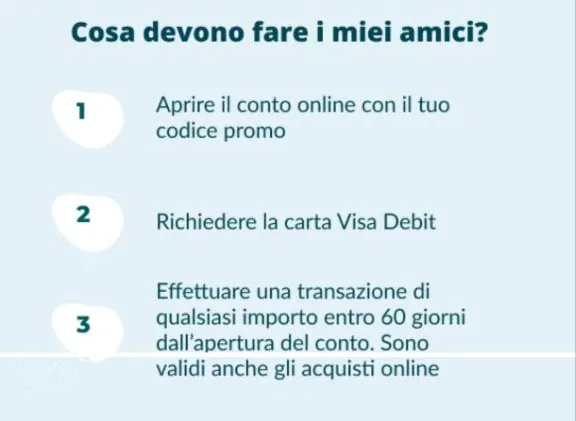 Cosa devono fare i miei amici?
1
Aprire il conto online con il tuo
codice promo
2
Richiedere la carta Visa Debit
3
Effettuare una transazione di
qualsiasi importo entro 60 giorni
dall'apertura del conto. Sono
validi anche gli acquisti online